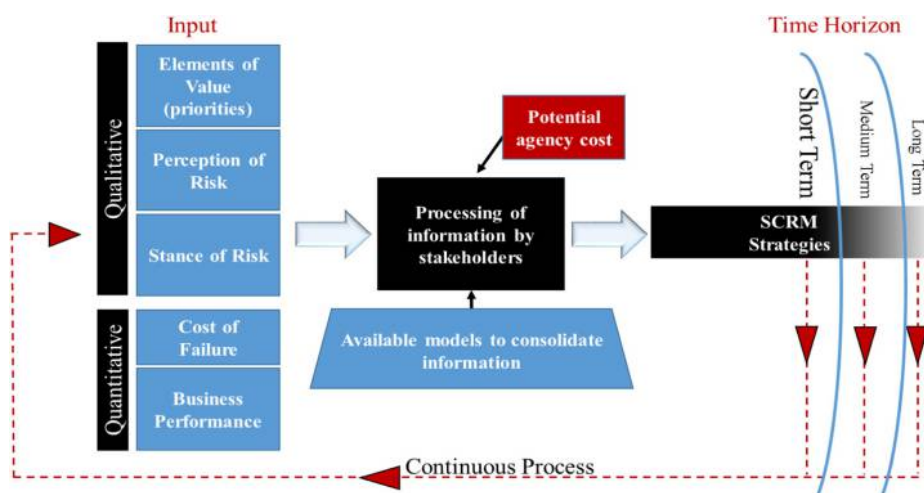 Input
Time Horizon
Qualitative
Elements of
Value
(priorities)
Perception of
Risk
Stance of Risk
Quantitative
Cost of
Failure
Business
Performance
Potential
agency cost
Processing of
information by
stakeholders
Available models to consolidate
information
SCRM
Strategies
Short Term
Medium Term
Long Term
Continuous Process